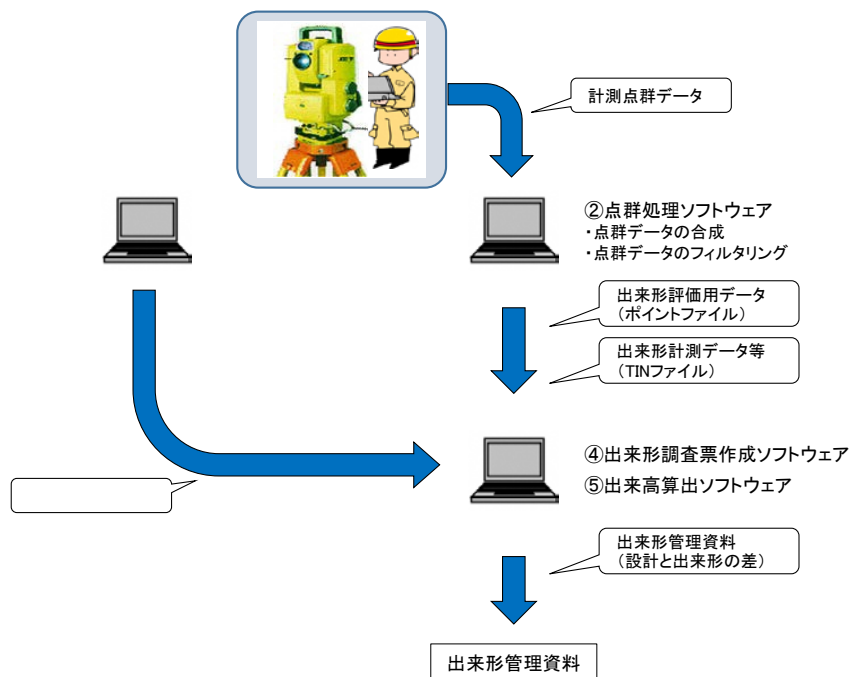 計測点群データ
②点群処理ソフトウェア
・点群データの合成
・点群データのフィルタリング
出来形評価用データ
（ポイントファイル）
出来形計測データ等
（TINファイル）
④出来形調査票作成ソフトウェア
⑤出来高算出ソフトウェア
出来形管理資料
（設計と出来形の差）
出来形管理資料